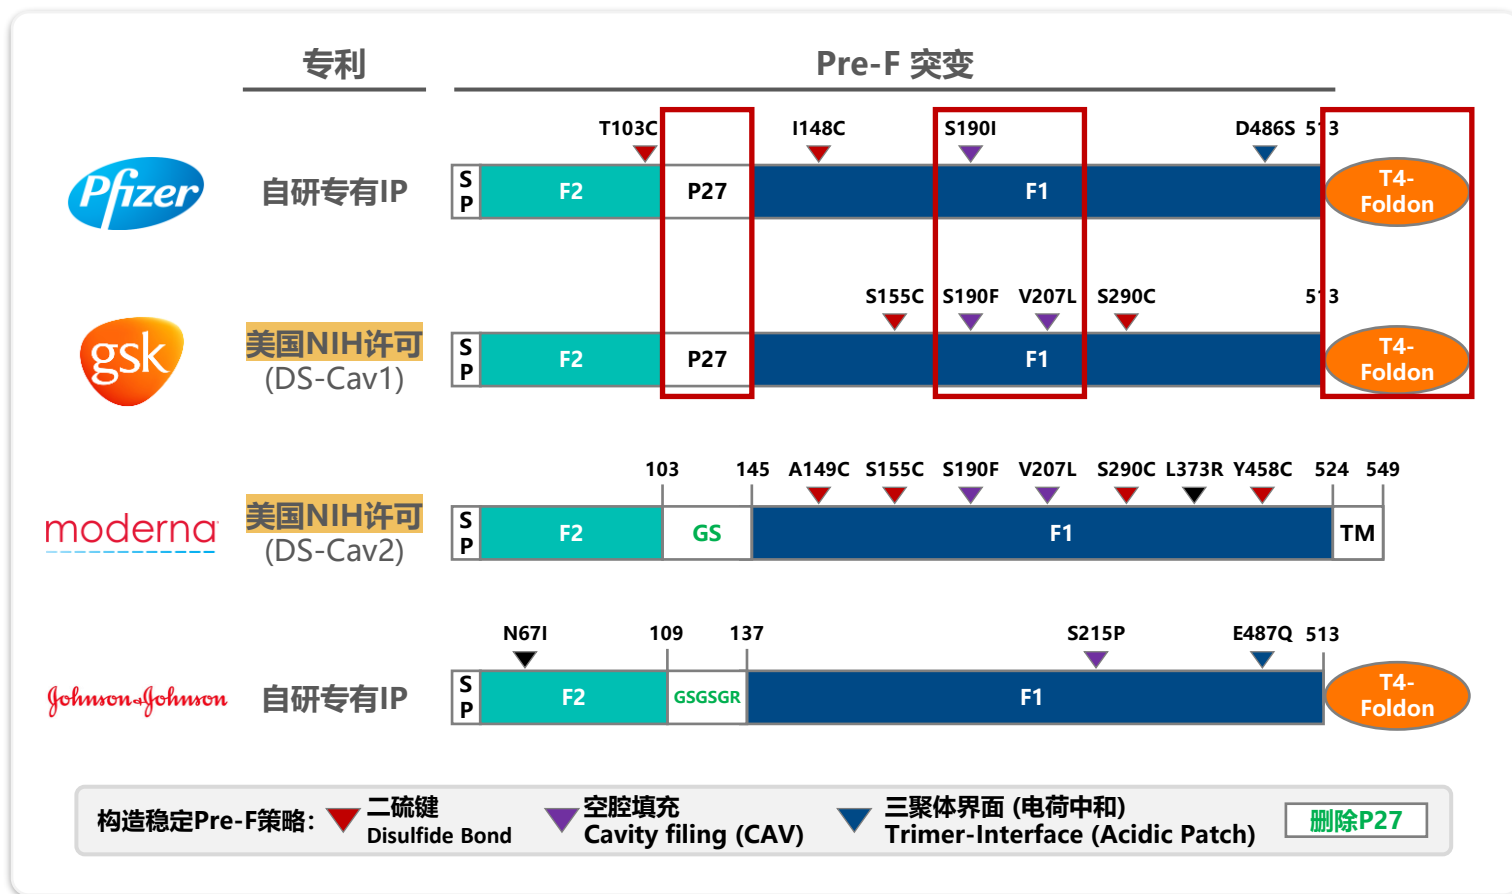 专利
Pre-F 突变
T103C
I148C
S190I
D486S
513
Pfizer
自研专有IP
SP
F2
P27
F1
T4-
Foldon
S155C
S190F
V207L
S290C
513
gsk
美国NIH许可
(DS-Cav1)
SP
F2
P27
F1
T4-
Foldon
103
145
A149C
S155C
S190F
V207L
S290C
L373R
Y458C
524
549
moderna
美国NIH许可
(DS-Cav2)
SP
F2
GS
F1
TM
N67I
109
137
S215P
E487Q
513
Johnson&Johnson
自研专有IP
SP
F2
GSGSGR
F1
T4-
Foldon
构造稳定Pre-F策略:
二硫键
Disulfide Bond
空腔填充
Cavity filing (CAV)
三聚体界面 (电荷中和)
Trimer-Interface (Acidic Patch)
删除P27